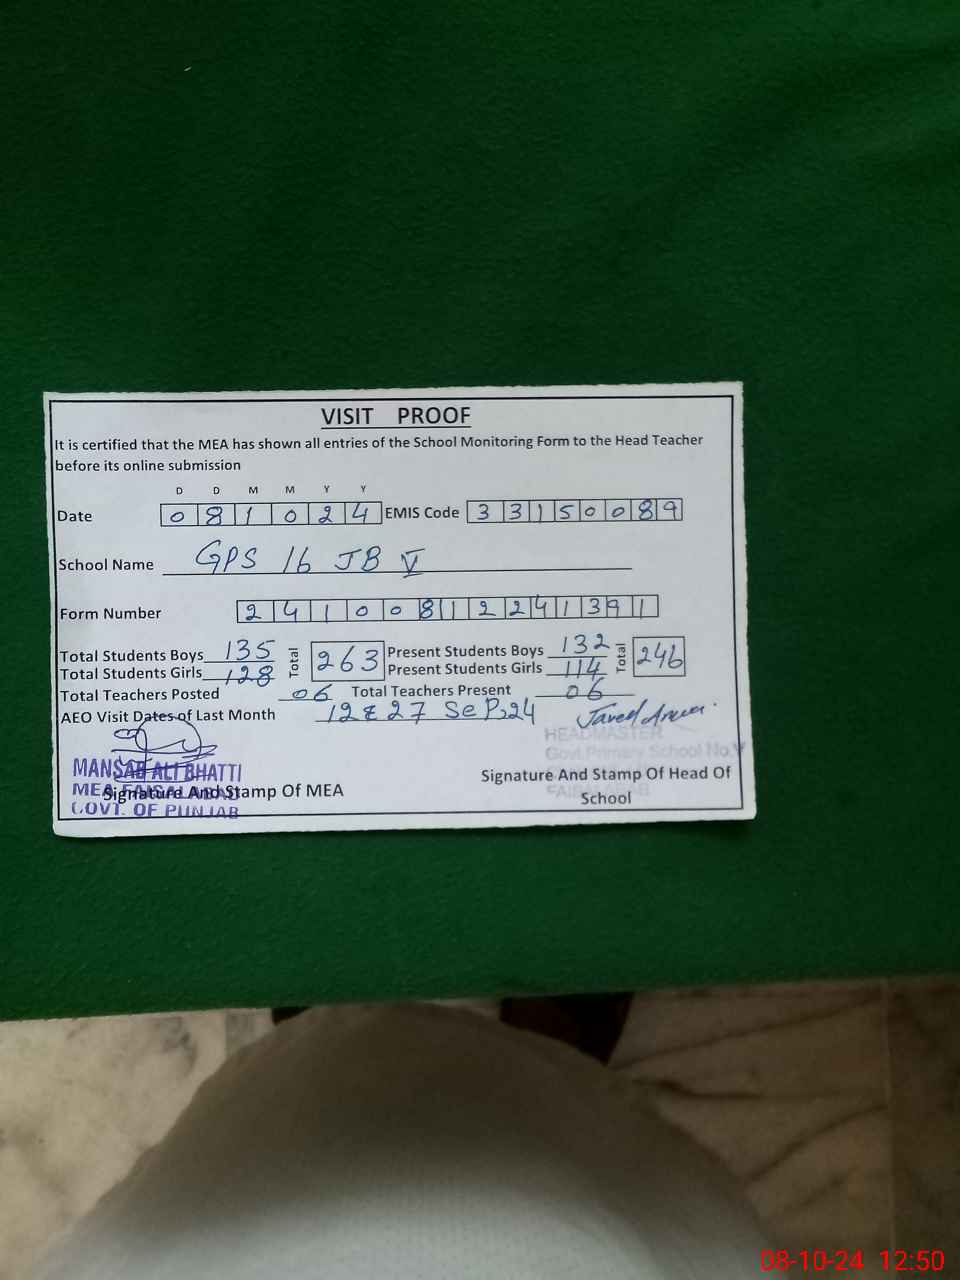 VISIT PROOF
It is certified that the MEA has shown all entries of the School Monitoring Form to the Head Teacher
before its online submission
D D M M Y Y
Date 0 8 1 0 2 4 EMIS Code 3 3 1 5 0 0 8 9
School Name GPS 16 JB V
Form Number 2 4 1 0 0 8 1 2 2 4 1 3 9 1
Total Students Boys 135 Total 263 Present Students Boys 132 Total 246
Total Students Girls 128 Present Students Girls 114
Total Teachers Posted 06 Total Teachers Present 06
AEO Visit Dates of Last Month 12 & 27 Sep,24
HEADMASTER
Govt. Primary School No.V
MANSAB ALI BHATTI
MEA FAISALABAD
GOVT. OF PUNJAB
Signature And Stamp Of MEA
Signature And Stamp Of Head Of
School
FAISALABAD
08-10-24 12:50